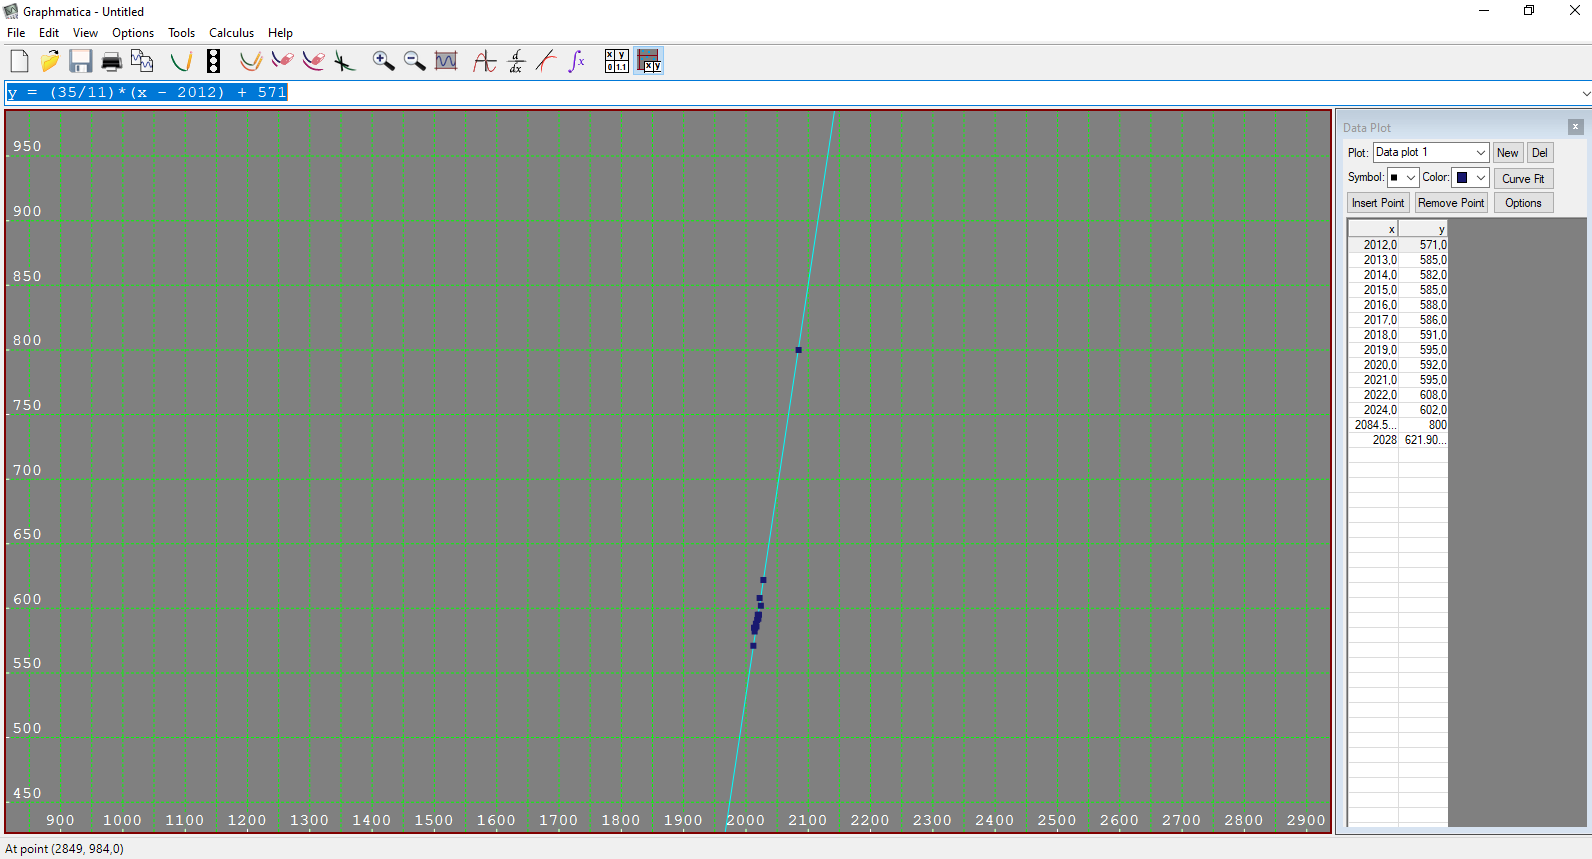 Graphmatica - Untitled
File Edit View Options Tools Calculus Help
y = (35/11)*(x - 2012) + 571
950
900
850
800
750
700
650
600
550
500
450
900 1000 1100 1200 1300 1400 1500 1600 1700 1800 1900 2000 2100 2200 2300 2400 2500 2600 2700 2800 2900
Data Plot
Plot: Data plot 1 New Del
Symbol: Color: Curve Fit
Insert Point Remove Point Options
x y
2012,0 571,0
2013,0 585,0
2014,0 582,0
2015,0 585,0
2016,0 588,0
2017,0 586,0
2018,0 591,0
2019,0 595,0
2020,0 592,0
2021,0 595,0
2022,0 608,0
2024,0 602,0
2084.5... 800
2028 621.90...
At point (2849, 984,0)